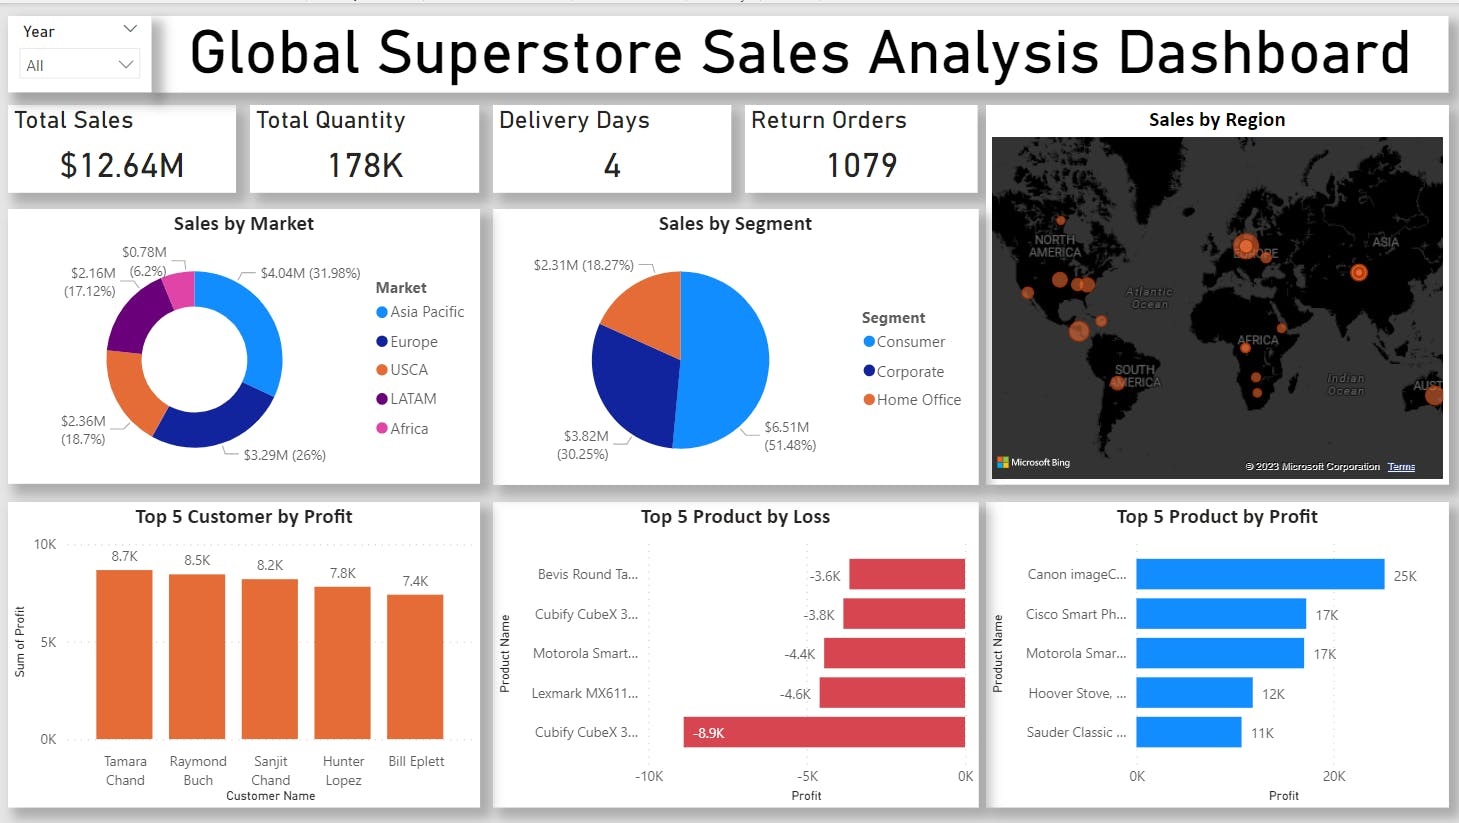 Year
All
Global Superstore Sales Analysis Dashboard
Total Sales
$12.64M
Total Quantity
178K
Delivery Days
4
Return Orders
1079
Sales by Region
NORTH
AMERICA
EUROPE
ASIA
Atlantic
Ocean
AFRICA
SOUTH
AMERICA
Indian
Ocean
AUST
Microsoft Bing
© 2023 Microsoft Corporation Terms
Sales by Market
$0.78M
(6.2%)
$2.16M
(17.12%)
$4.04M (31.98%)
$2.36M
(18.7%)
$3.29M (26%)
Market
Asia Pacific
Europe
USCA
LATAM
Africa
Sales by Segment
$2.31M (18.27%)
$3.82M
(30.25%)
$6.51M
(51.48%)
Segment
Consumer
Corporate
Home Office
Top 5 Customer by Profit
Sum of Profit
10K
5K
0K
8.7K
8.5K
8.2K
7.8K
7.4K
Tamara
Chand
Raymond
Buch
Sanjit
Chand
Hunter
Lopez
Bill Eplett
Customer Name
Top 5 Product by Loss
Product Name
Bevis Round Ta... -3.6K
Cubify CubeX 3... -3.8K
Motorola Smart... -4.4K
Lexmark MX611... -4.6K
Cubify CubeX 3... -8.9K
-10K -5K 0K
Profit
Top 5 Product by Profit
Product Name
Canon imageC... 25K
Cisco Smart Ph... 17K
Motorola Smar... 17K
Hoover Stove, ... 12K
Sauder Classic ... 11K
0K 20K
Profit